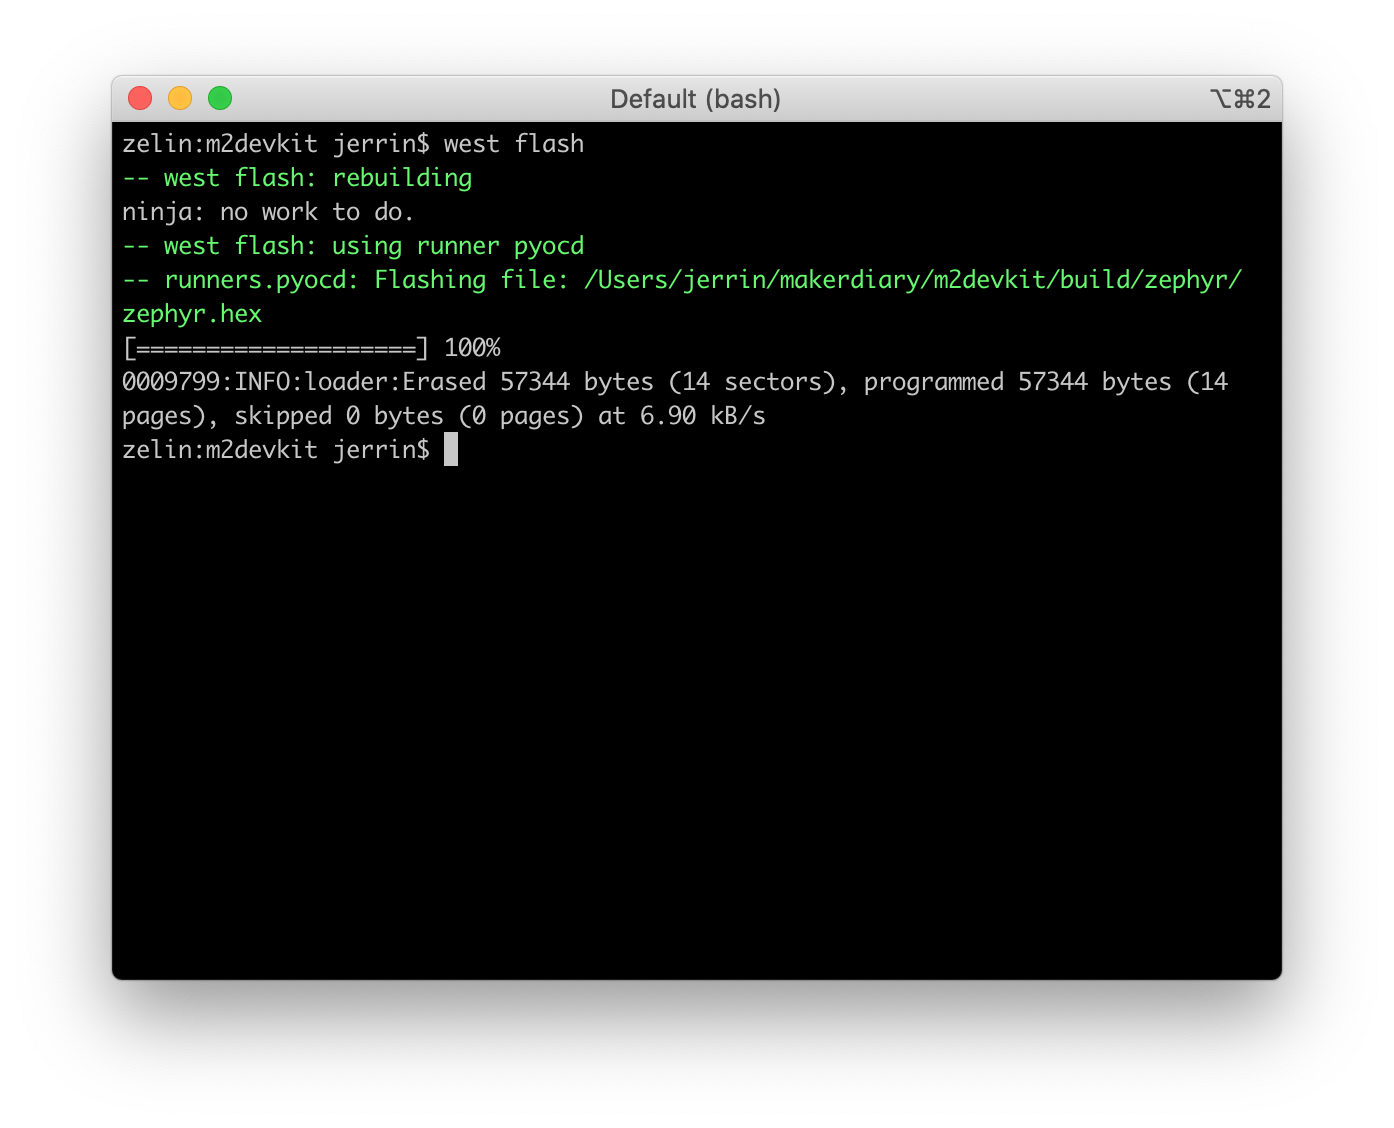 Default (bash)
⌥⌘2
zelin:m2devkit jerrin$ west flash
-- west flash: rebuilding
ninja: no work to do.
-- west flash: using runner pyocd
-- runners.pyocd: Flashing file: /Users/jerrin/makerdiary/m2devkit/build/zephyr/
zephyr.hex
[====================] 100%
0009799:INFO:loader:Erased 57344 bytes (14 sectors), programmed 57344 bytes (14
pages), skipped 0 bytes (0 pages) at 6.90 kB/s
zelin:m2devkit jerrin$